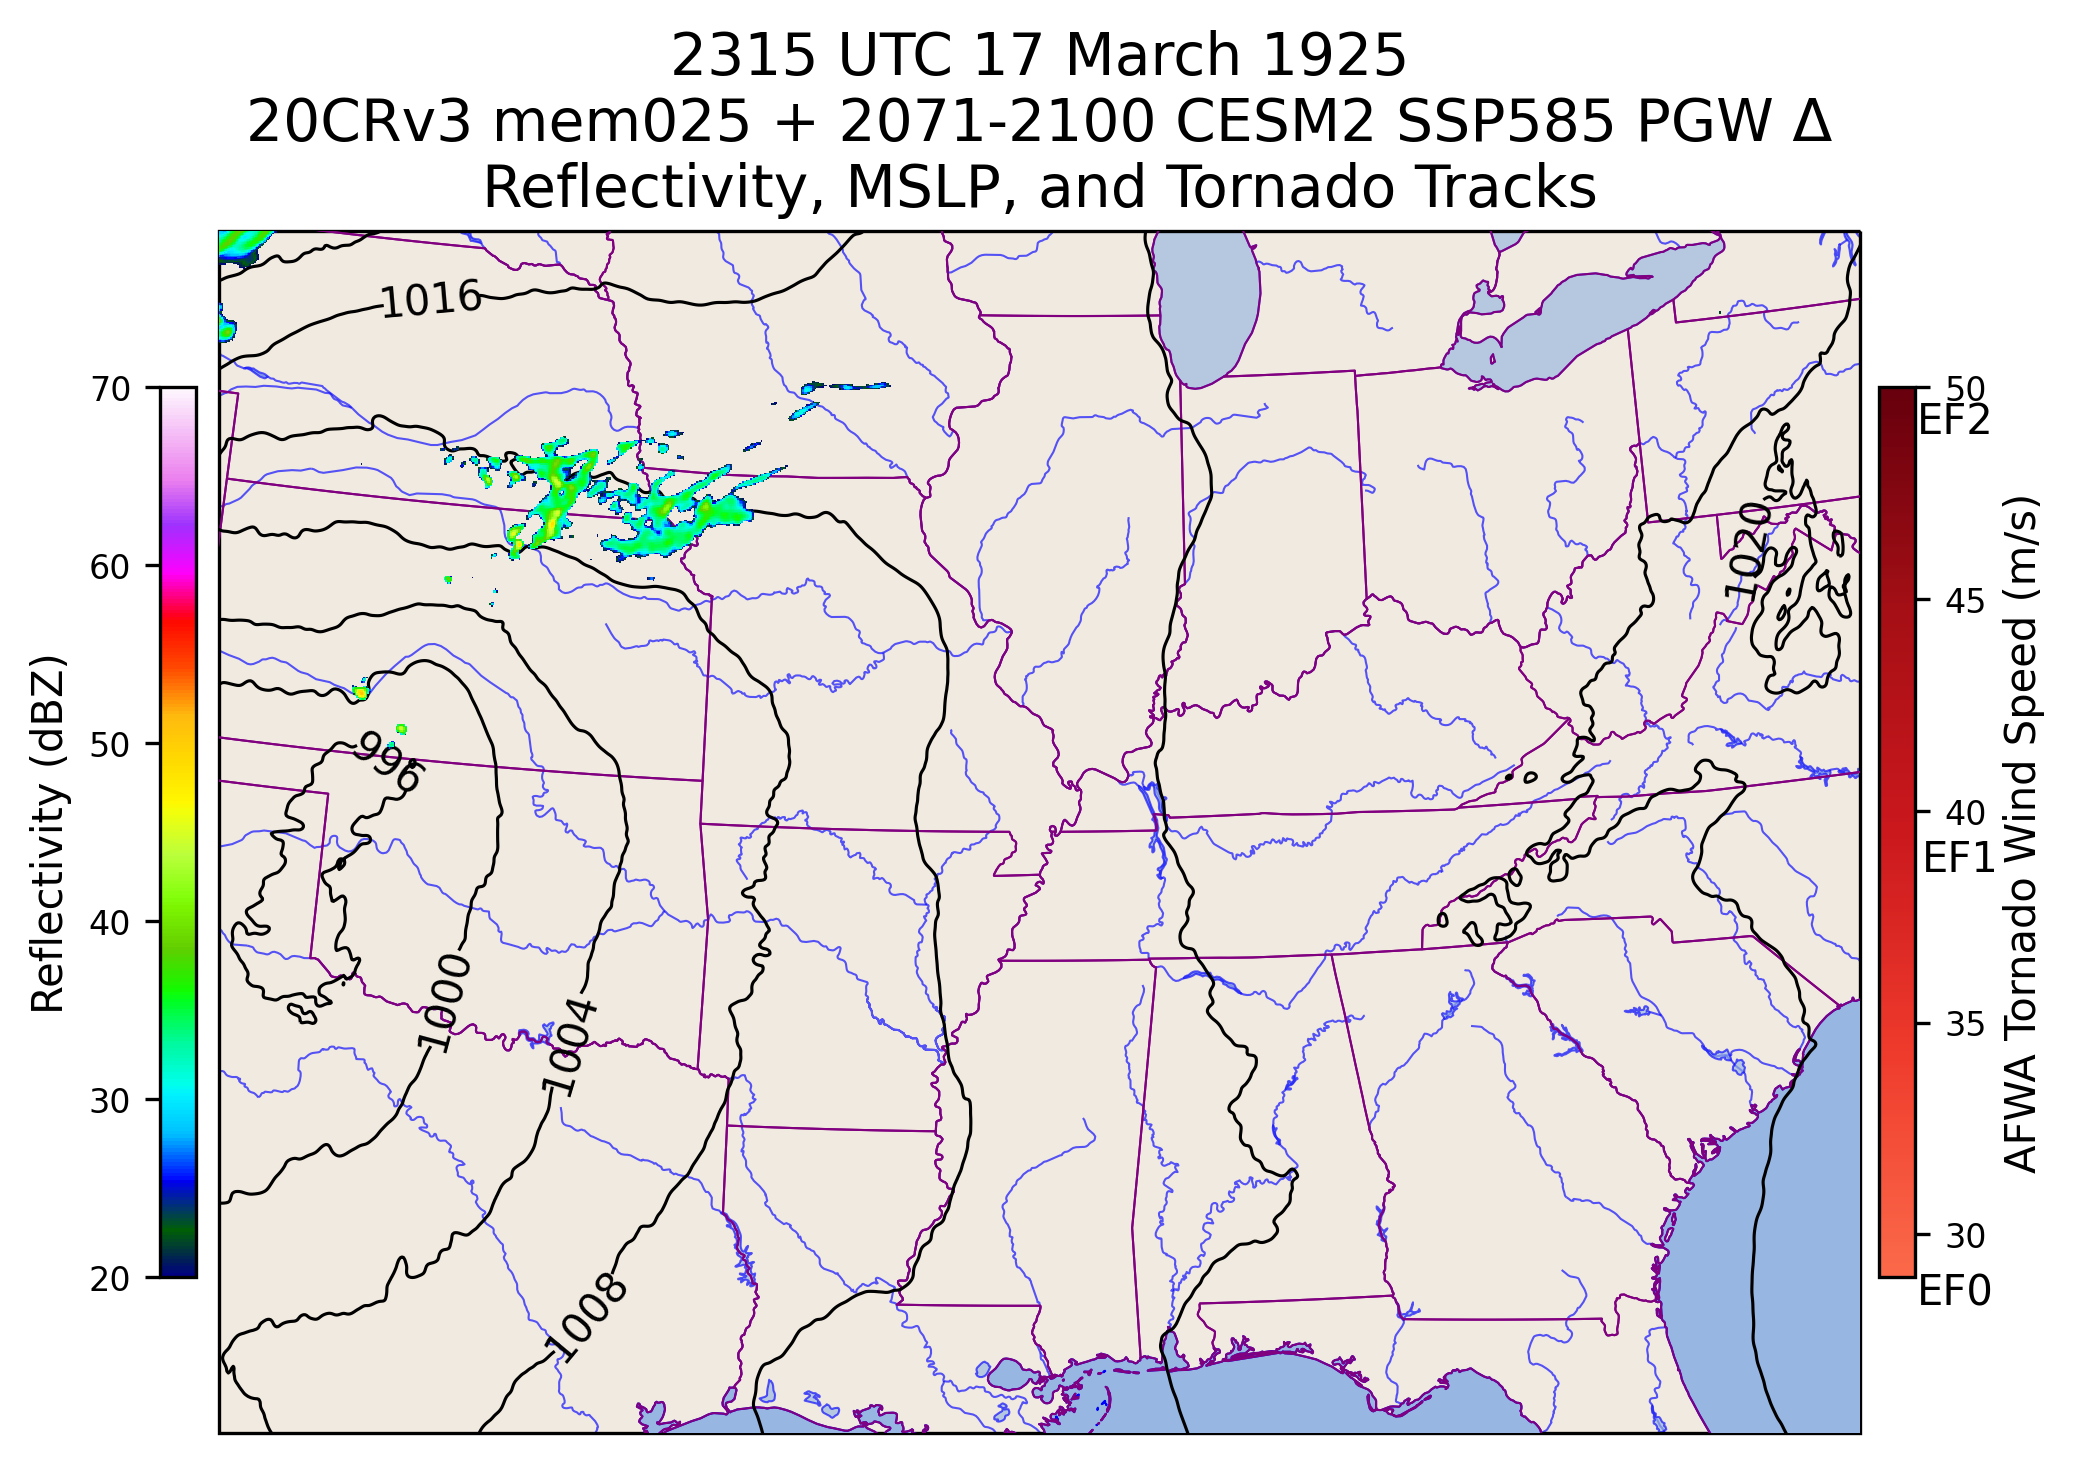 2315 UTC 17 March 1925
20CRv3 mem025 + 2071-2100 CESM2 SSP585 PGW Δ
Reflectivity, MSLP, and Tornado Tracks
1016
1020
996
1000
1004
1008
70
60
50
40
30
20
Reflectivity (dBZ)
50
EF2
45
40
EF1
35
30
EF0
AFWA Tornado Wind Speed (m/s)